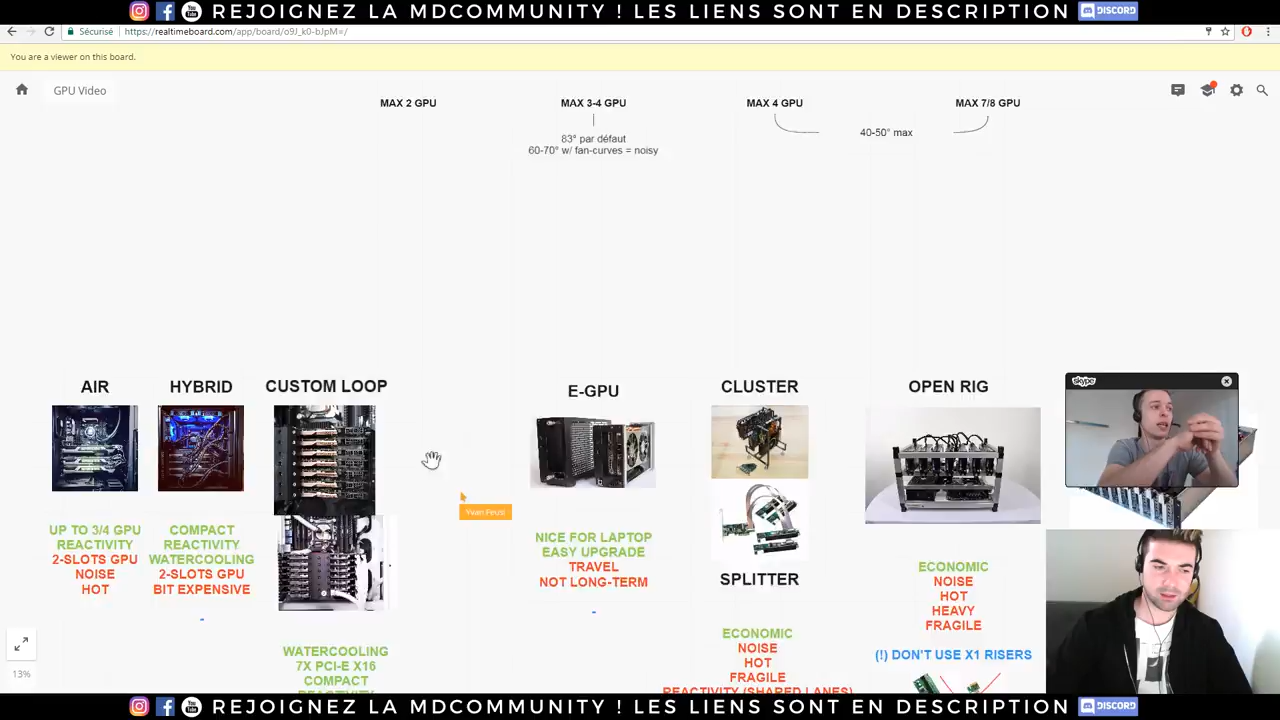 REJOIGNEZ LA MDCOMMUNITY ! LES LIENS SONT EN DESCRIPTION
DISCORD
Sécurisé
https://realtimeboard.com/app/board/o9J_k0-bJpM=/
You are a viewer on this board.
GPU Video
MAX 2 GPU
MAX 3-4 GPU
MAX 4 GPU
MAX 7/8 GPU
83° par défaut
60-70° w/ fan-curves = noisy
40-50° max
AIR
HYBRID
CUSTOM LOOP
E-GPU
CLUSTER
OPEN RIG
skype
UP TO 3/4 GPU
REACTIVITY
2-SLOTS GPU
NOISE
HOT
COMPACT
REACTIVITY
WATERCOOLING
2-SLOTS GPU
BIT EXPENSIVE
WATERCOOLING
7X PCI-E X16
COMPACT
REACTIVITY
NICE FOR LAPTOP
EASY UPGRADE
TRAVEL
NOT LONG-TERM
SPLITTER
ECONOMIC
NOISE
HOT
FRAGILE
REACTIVITY (SHARED LANES)
ECONOMIC
NOISE
HOT
HEAVY
FRAGILE
(!) DON'T USE X1 RISERS
13%
REJOIGNEZ LA MDCOMMUNITY ! LES LIENS SONT EN DESCRIPTION
DISCORD